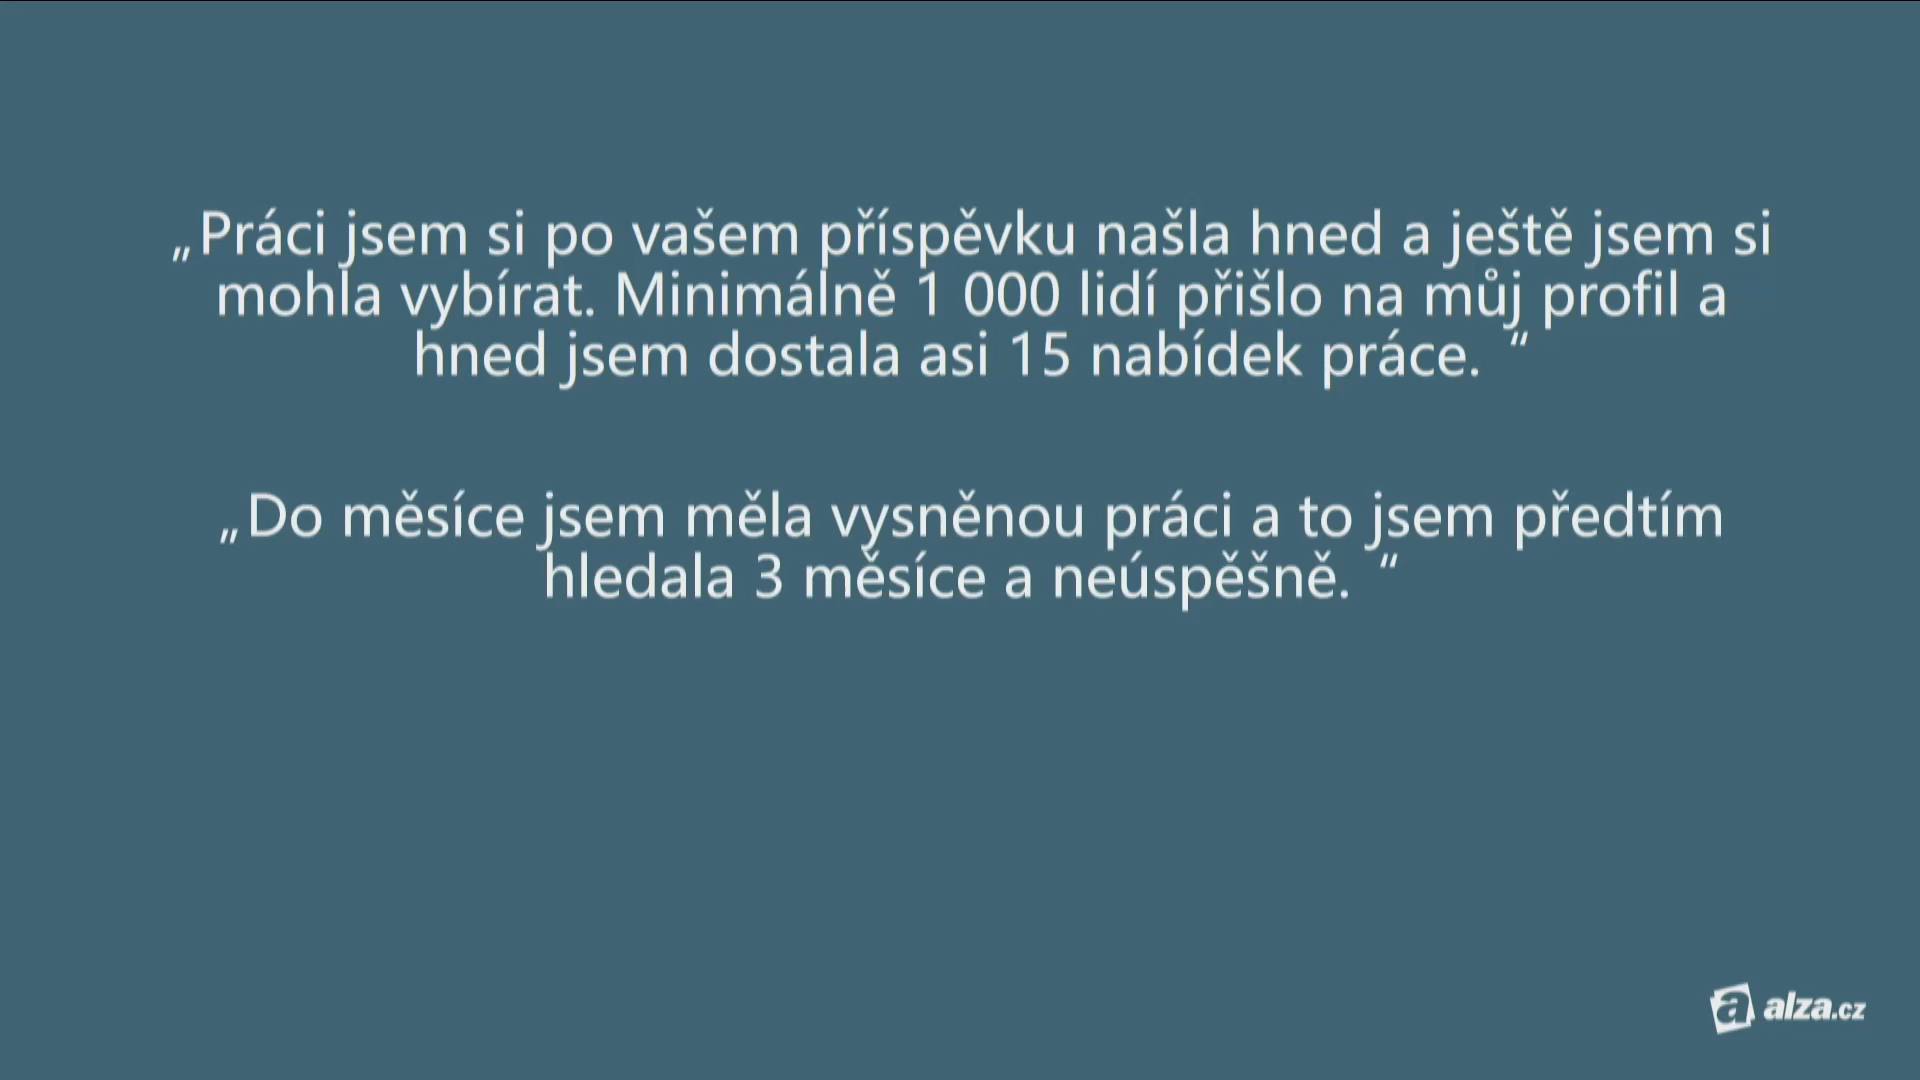 „Práci jsem si po vašem příspěvku našla hned a ještě jsem si
mohla vybírat. Minimálně 1 000 lidí přišlo na můj profil a
hned jsem dostala asi 15 nabídek práce. “
„Do měsíce jsem měla vysněnou práci a to jsem předtím
hledala 3 měsíce a neúspěšně. “
a alza.cz